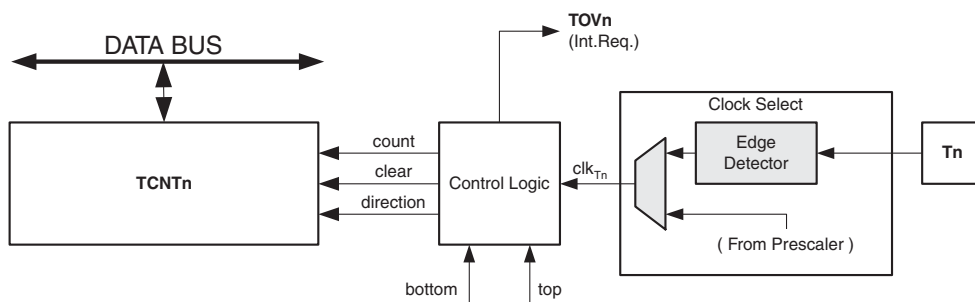 TOVn
(Int.Req.)
DATA BUS
Clock Select
count
Edge
Detector
Tn
TCNTn
clear
Control Logic
clkTn
direction
( From Prescaler )
bottom
top